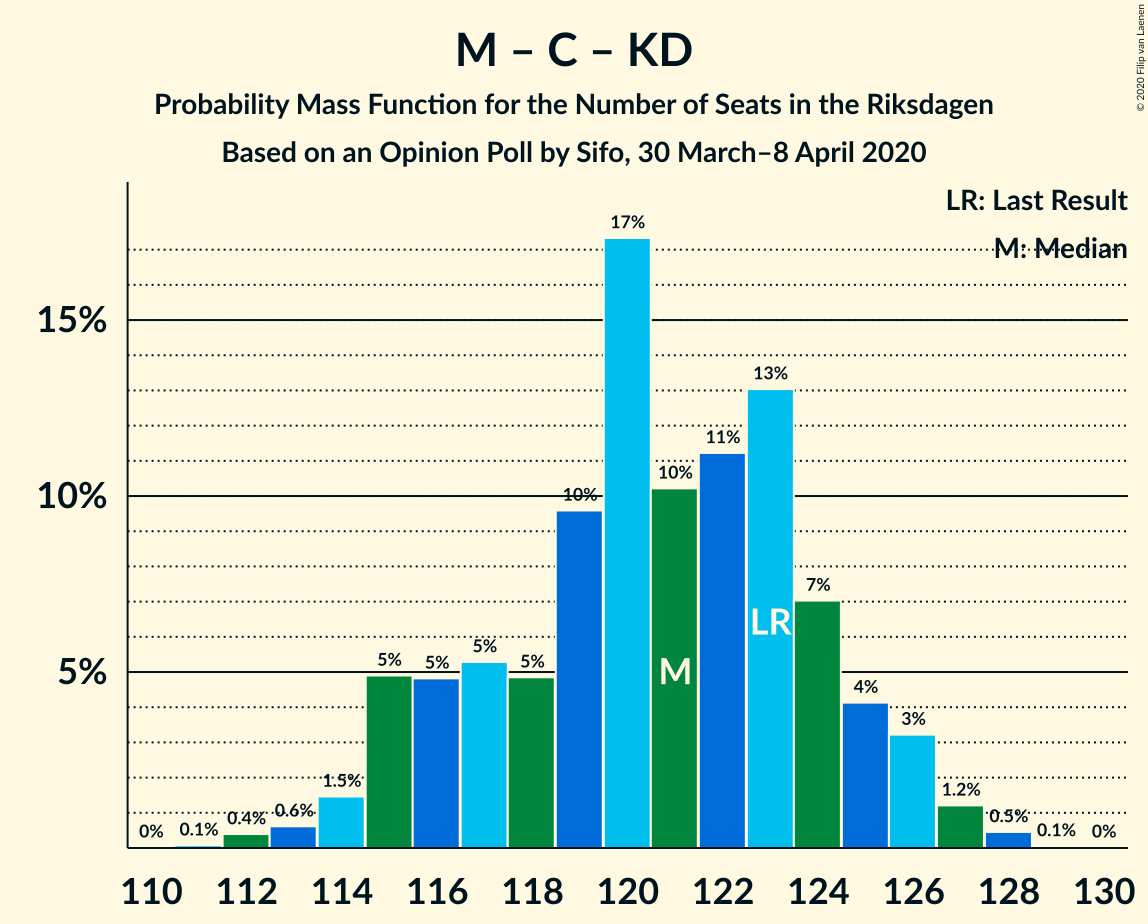 M – C – KD
Probability Mass Function for the Number of Seats in the Riksdagen
Based on an Opinion Poll by Sifo, 30 March–8 April 2020
© 2020 Filip van Laenen
LR: Last Result
M: Median
15%
10%
5%
0%
0.1%
0.4%
0.6%
1.5%
5%
5%
5%
5%
10%
17%
10%
11%
13%
7%
4%
3%
1.2%
0.5%
0.1%
0%
M
LR
110 112 114 116 118 120 122 124 126 128 130